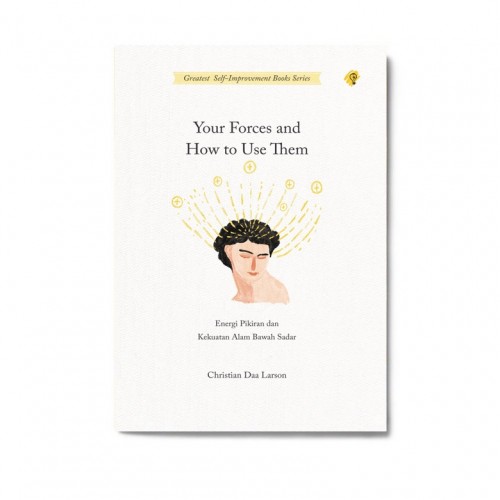 Greatest Self-Improvement Books Series
Your Forces and
How to Use Them
Energi Pikiran dan
Kekuatan Alam Bawah Sadar
Christian Daa Larson